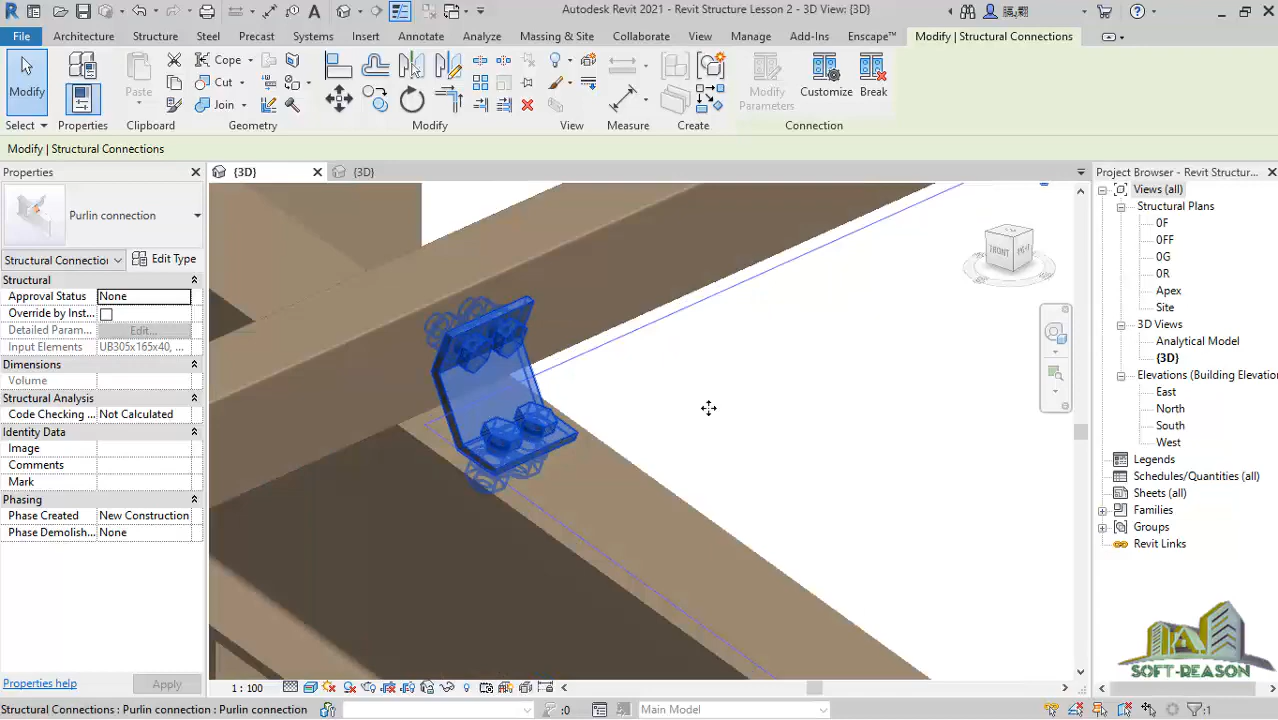 Autodesk Revit 2021 - Revit Structure Lesson 2 - 3D View: {3D}
File Architecture Structure Steel Precast Systems Insert Annotate Analyze Massing & Site Collaborate View Manage Add-Ins Enscape™ Modify | Structural Connections
Modify
Paste
Cope
Cut
Join
Modify Parameters
Customize
Break
Select Properties Clipboard Geometry Modify View Measure Create Connection
Modify | Structural Connections
Properties
{3D}
{3D}
Project Browser - Revit Structur...
Purlin connection
Edit Type
Structural
Approval Status None
Override by Inst...
Detailed Param... Edit...
Input Elements UB305x165x40, ...
Dimensions
Volume
Structural Analysis
Code Checking ... Not Calculated
Identity Data
Image
Comments
Mark
Phasing
Phase Created New Construction
Phase Demolish... None
Properties help
Apply
FRONT
Views (all)
Structural Plans
0F
0FF
0G
0R
Apex
Site
3D Views
Analytical Model
{3D}
Elevations (Building Elevation
East
North
South
West
Legends
Schedules/Quantities (all)
Sheets (all)
Families
Groups
Revit Links
SOFT-REASON
1 : 100
Structural Connections : Purlin connection : Purlin connection
:0
Main Model
:1